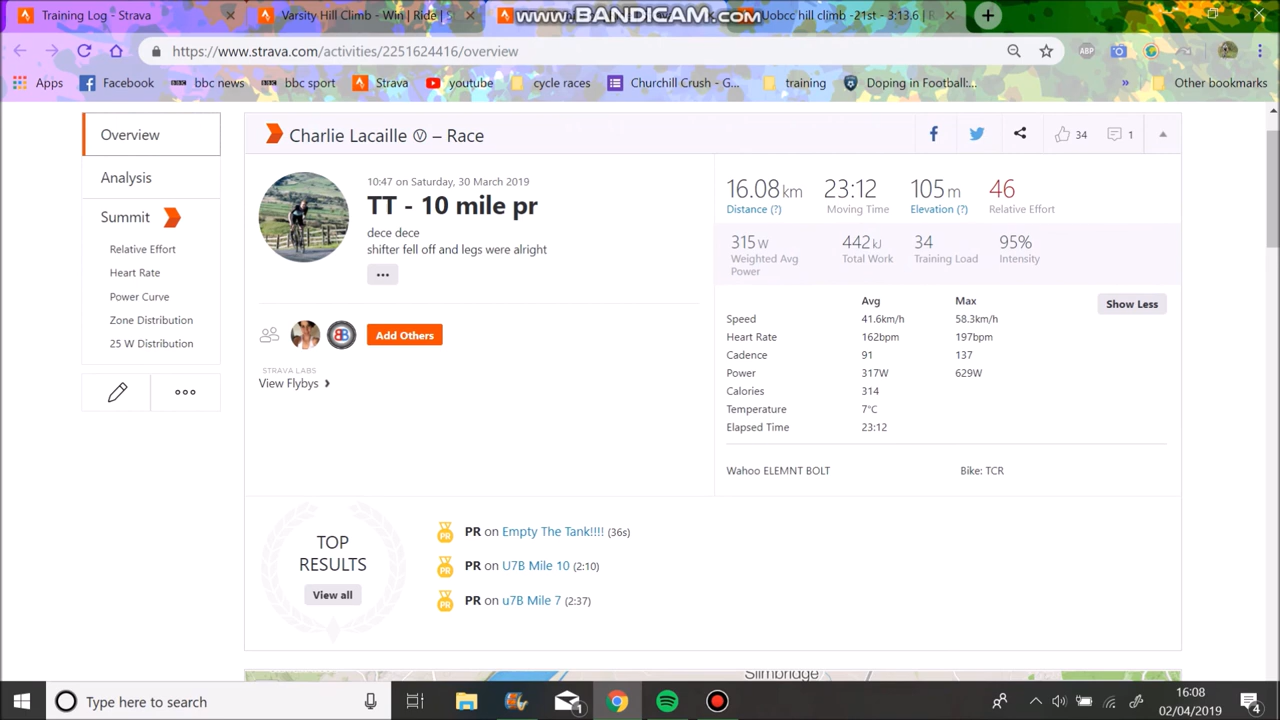 Training Log - Strava
Varsity Hill Climb - Win | Ride | S
www.BANDICAM.com
Uobcc hill climb -21st - 3:13.6 | R
https://www.strava.com/activities/2251624416/overview
ABP
Apps
Facebook
bbc news
bbc sport
Strava
youtube
cycle races
Churchill Crush - G...
training
Doping in Football:...
»
Other bookmarks
Overview
Analysis
Summit
Relative Effort
Heart Rate
Power Curve
Zone Distribution
25 W Distribution
Charlie Lacaille Ⓥ – Race
34
1
10:47 on Saturday, 30 March 2019
TT - 10 mile pr
dece dece
shifter fell off and legs were alright
Add Others
STRAVA LABS
View Flybys
16.08km 23:12 105m 46
Distance (?) Moving Time Elevation (?) Relative Effort
315W 442kJ 34 95%
Weighted Avg Power
Total Work Training Load Intensity
Avg Max
Show Less
Speed 41.6km/h 58.3km/h
Heart Rate 162bpm 197bpm
Cadence 91 137
Power 317W 629W
Calories 314
Temperature 7°C
Elapsed Time 23:12
Wahoo ELEMNT BOLT Bike: TCR
TOP
RESULTS
View all
PR
PR on Empty The Tank!!!! (36s)
PR
PR on U7B Mile 10 (2:10)
PR
PR on u7B Mile 7 (2:37)
Slimbridge
Type here to search
1
16:08
02/04/2019
4